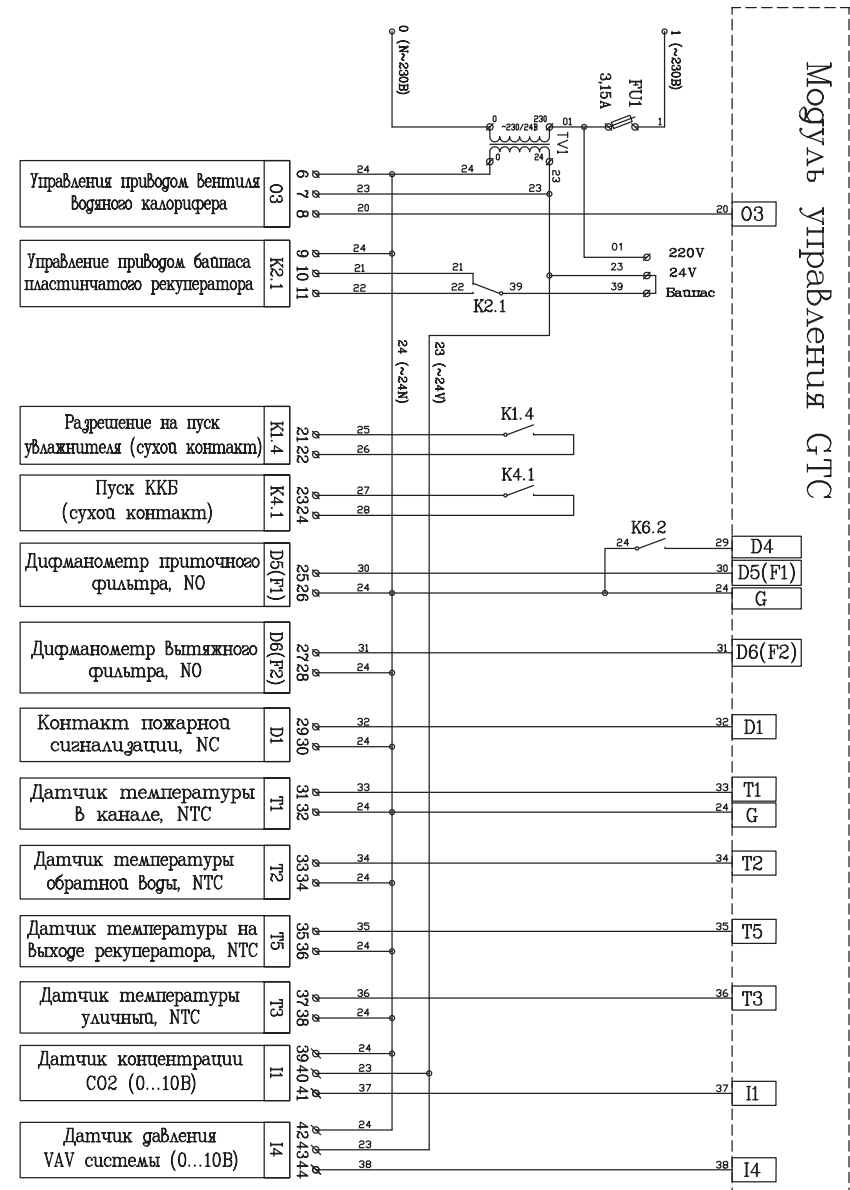 0 (N~230В)
1 (~230В)
FU1
3,15А
1
01
0
230
~230/24В
TV1
0
24
Модуль управления GTC
Управления приводом вентиля
водяного калорифера
О3
6
24
24
23
7
23
23
8
20
20
О3
Управление приводом байпаса
пластинчатого рекуператора
K2.1
9
24
10
21
21
11
22
22
39
K2.1
01
220V
23
24V
39
Байпас
24 (~24N)
23 (~24V)
Разрешение на пуск
увлажнителя (сухой контакт)
K1.4
21
25
22
26
K1.4
Пуск ККБ
(сухой контакт)
K4.1
23
27
24
28
K4.1
K6.2
24
29
D4
Дифманометр приточного
фильтра, NO
D5(F1)
25
30
30
D5(F1)
26
24
24
G
Дифманометр вытяжного
фильтра, NO
D6(F2)
27
31
31
D6(F2)
28
24
Контакт пожарной
сигнализации, NC
D1
29
32
32
D1
30
24
Датчик температуры
в канале, NTC
T1
31
33
33
T1
32
24
24
G
Датчик температуры
обратной воды, NTC
T2
33
34
34
T2
34
24
Датчик температуры на
выходе рекуператора, NTC
T5
35
35
35
T5
36
24
Датчик температуры
уличный, NTC
T3
37
36
36
T3
38
24
Датчик концентрации
CO2 (0...10В)
I1
39
24
40
23
41
37
37
I1
Датчик давления
VAV системы (0...10В)
I4
42
24
43
23
44
38
38
I4